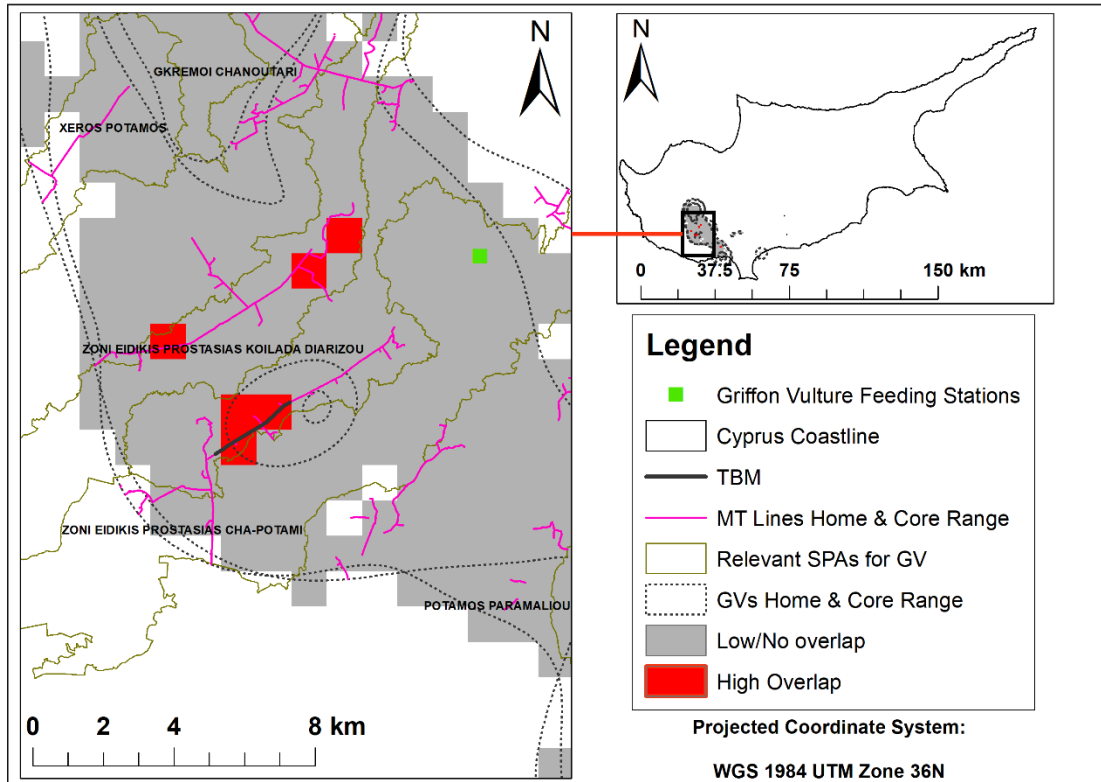 GKREMOI CHANOUTARI
XEROS POTAMOS
ZONI EIDIKIS PROSTASIAS KOILADA DIARIZOU
ZONI EIDIKIS PROSTASIAS CHA-POTAMI
POTAMOS PARAMALIOU
N
0 2 4 8 km
N
0 37.5 75 150 km
Legend
Griffon Vulture Feeding Stations
Cyprus Coastline
TBM
MT Lines Home & Core Range
Relevant SPAs for GV
GVs Home & Core Range
Low/No overlap
High Overlap
Projected Coordinate System:
WGS 1984 UTM Zone 36N